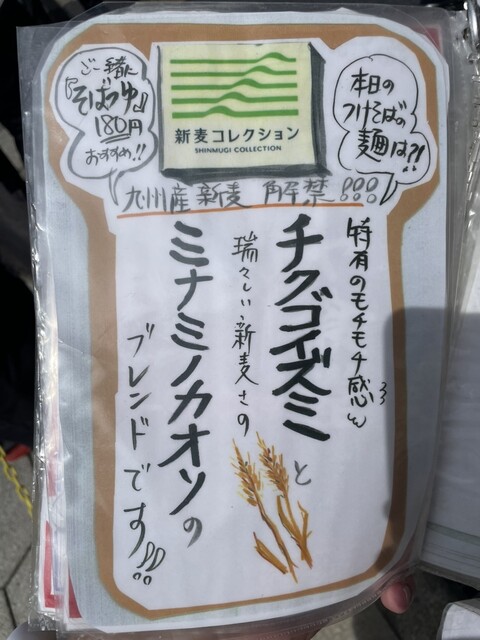 ご一緒に
『そばつゆ』
180円
おすすめ!!
新麦コレクション
SHINMUGI COLLECTION
本日の
つけそばの
麺は?!
九州産新麦 解禁!!!
特有のモチモチ感
チクゴイズミと
瑞々しい新麦さの
ミナミノカオリの
ブレンドです!!